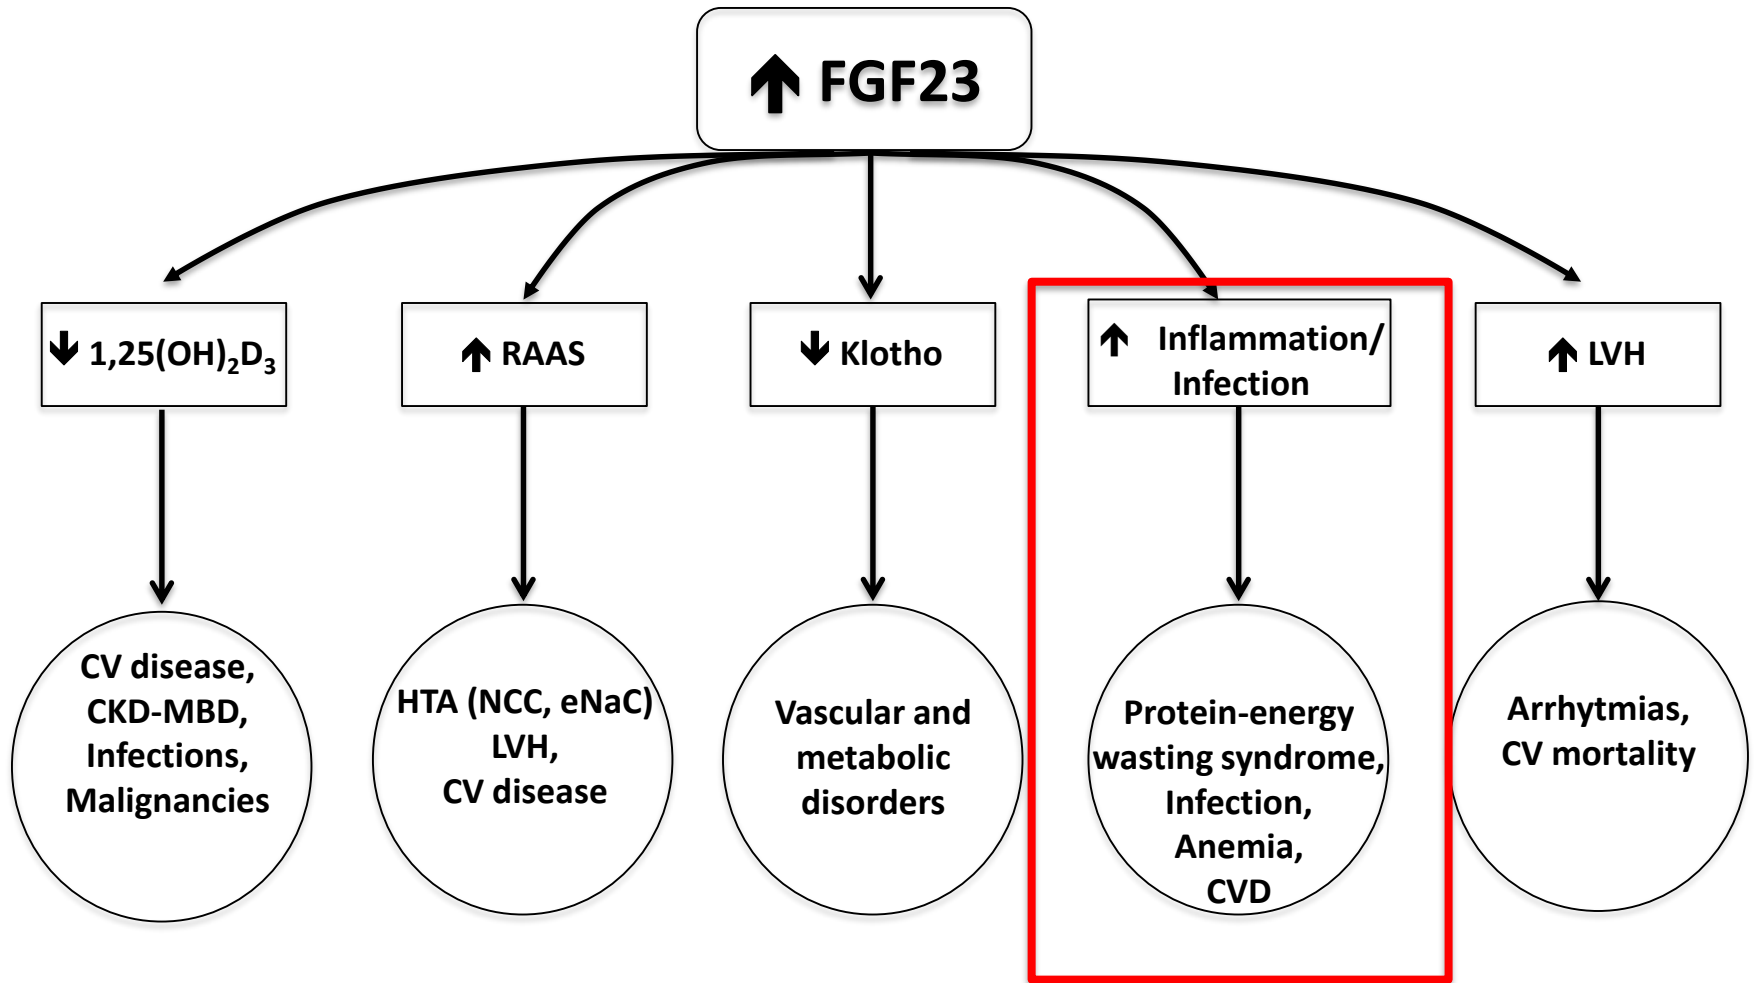 ↑ FGF23
↓ 1,25(OH)₂D₃
↑ RAAS
↓ Klotho
↑ Inflammation/
Infection
↑ LVH
CV disease,
CKD-MBD,
Infections,
Malignancies
HTA (NCC, eNaC)
LVH,
CV disease
Vascular and
metabolic
disorders
Protein-energy
wasting syndrome,
Infection,
Anemia,
CVD
Arrhytmias,
CV mortality